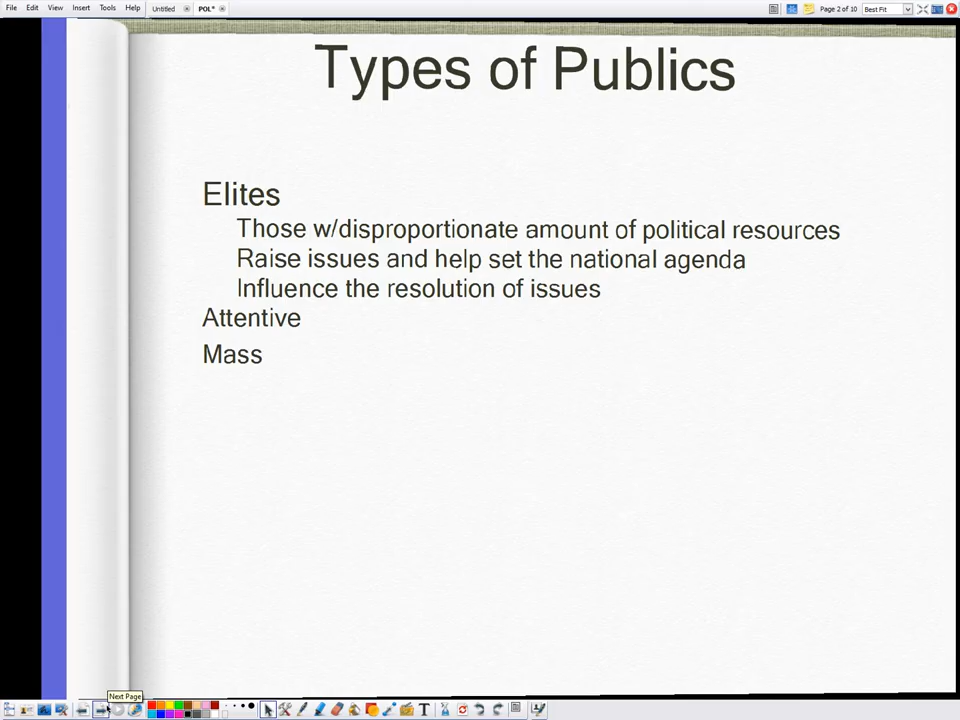 File Edit View Insert Tools Help Untitled POL* Page 2 of 10 Best Fit
Types of Publics
Elites
Those w/disproportionate amount of political resources
Raise issues and help set the national agenda
Influence the resolution of issues
Attentive
Mass
Next Page